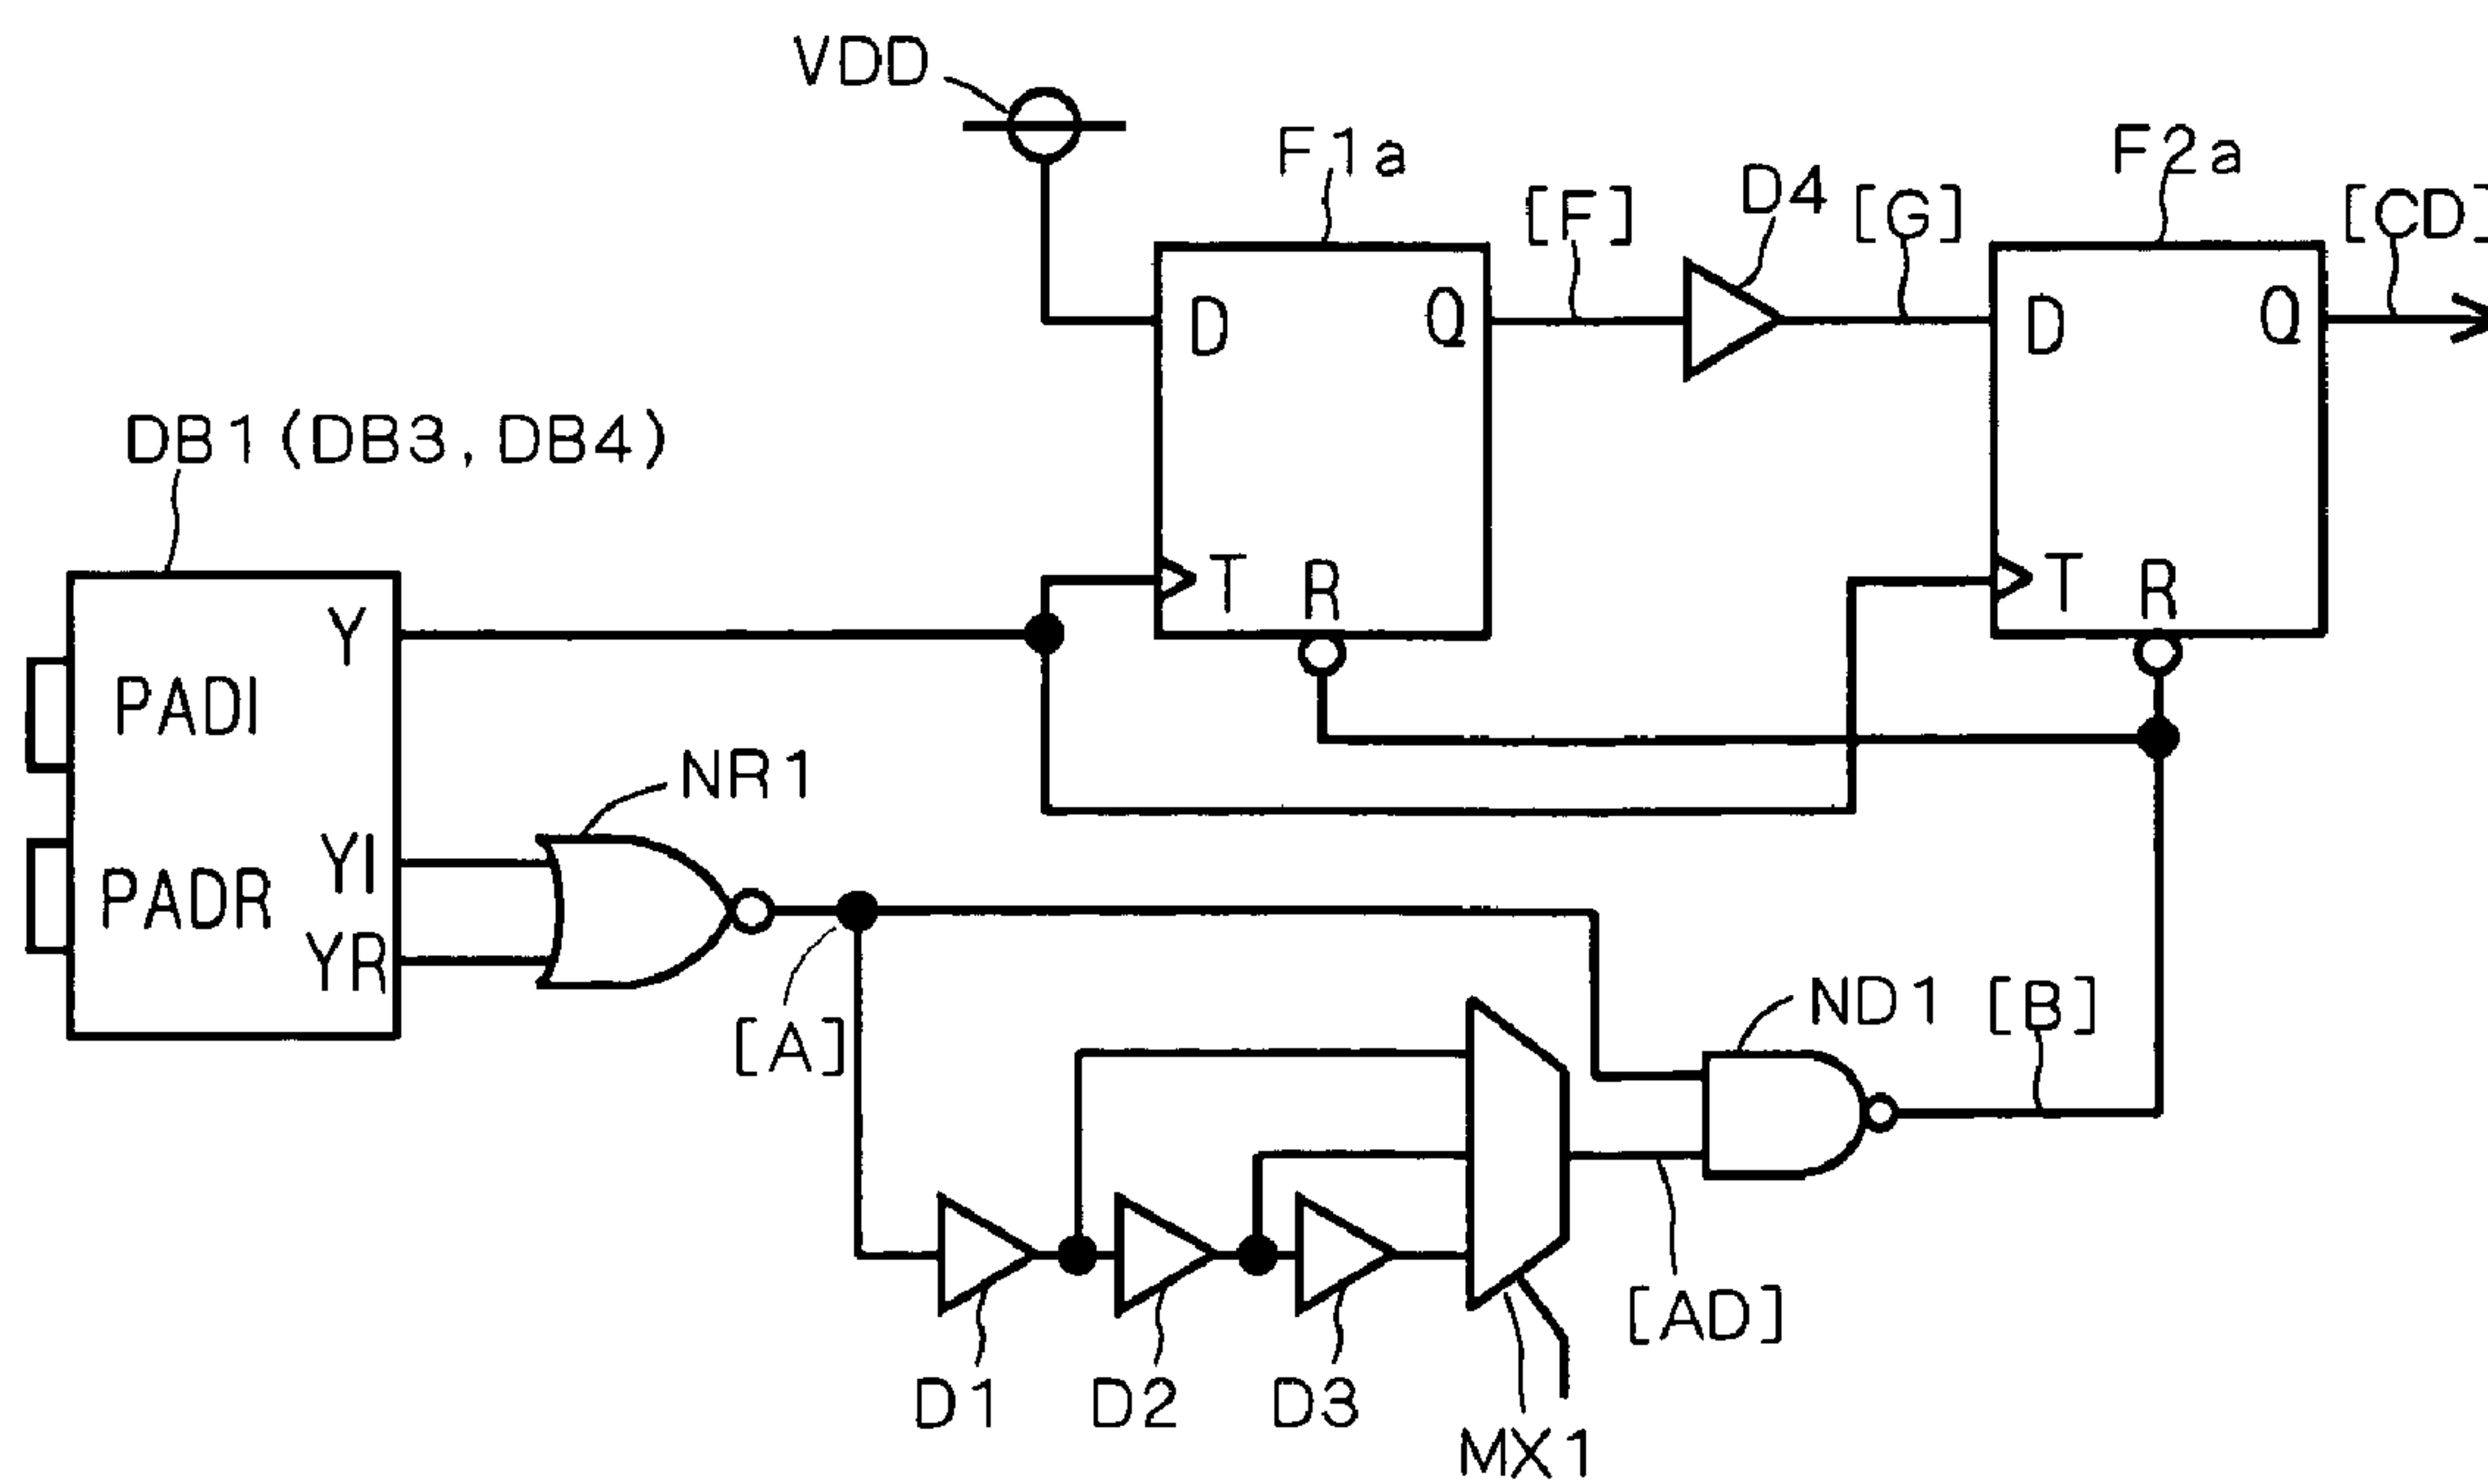 VDD
F1a
[F]
D4
[G]
F2a
[CD]
D
Q
D
Q
DB1(DB3,DB4)
T
R
T
R
Y
PADI
YI
PADR
YR
NR1
[A]
ND1
[B]
[AD]
D1
D2
D3
MX1